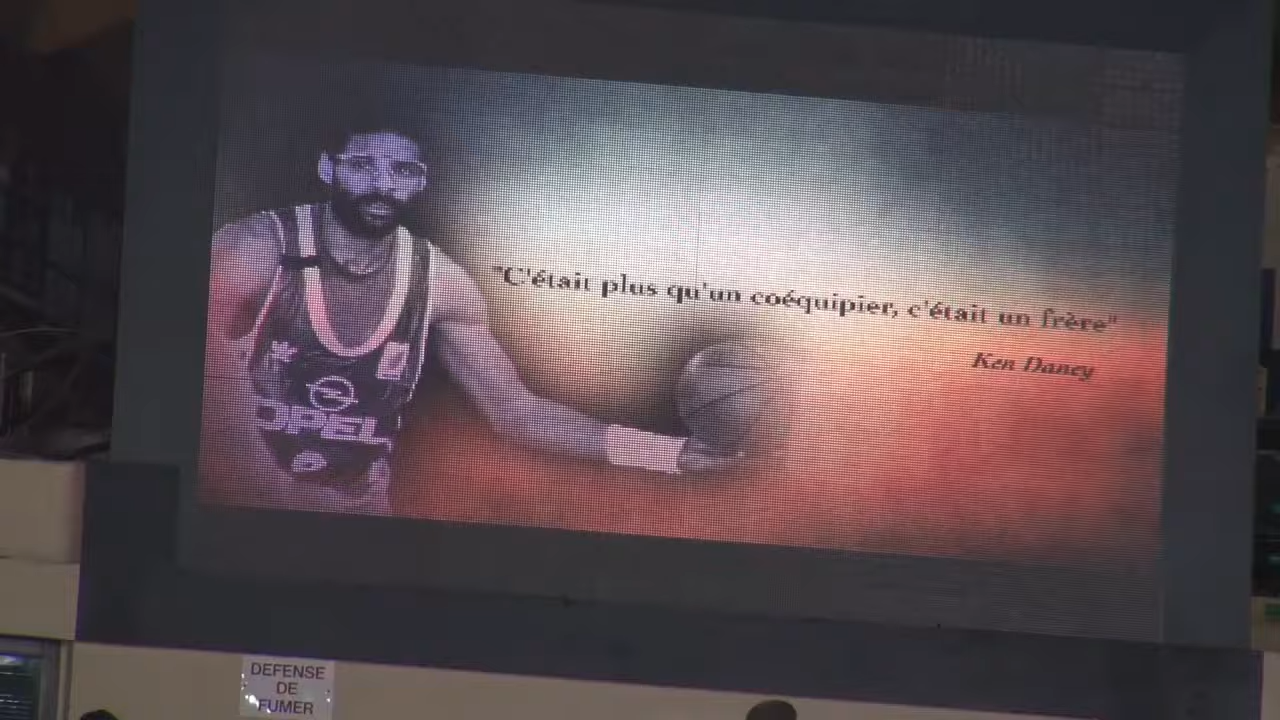 "C'était plus qu'un coéquipier, c'était un frère"
Ken Dancy
OPEL
DEFENSE
DE
FUMER